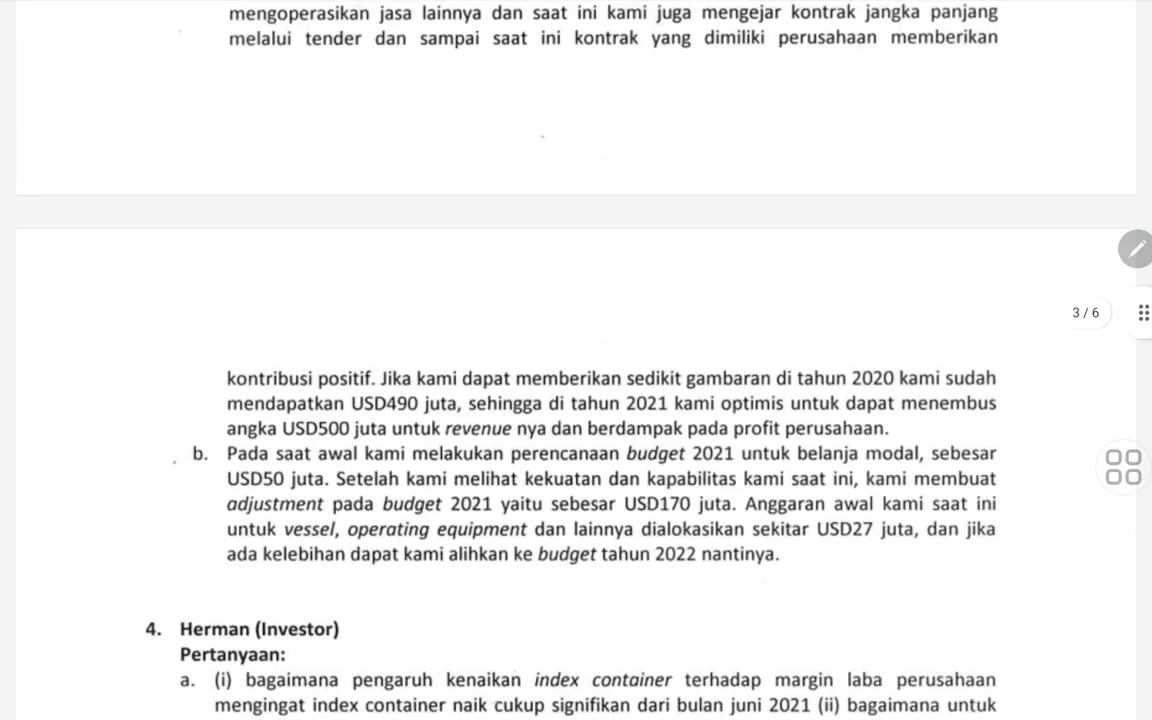 mengoperasikan jasa lainnya dan saat ini kami juga mengejar kontrak jangka panjang
melalui tender dan sampai saat ini kontrak yang dimiliki perusahaan memberikan
3 / 6
kontribusi positif. Jika kami dapat memberikan sedikit gambaran di tahun 2020 kami sudah
mendapatkan USD490 juta, sehingga di tahun 2021 kami optimis untuk dapat menembus
angka USD500 juta untuk revenue nya dan berdampak pada profit perusahaan.
b. Pada saat awal kami melakukan perencanaan budget 2021 untuk belanja modal, sebesar
USD50 juta. Setelah kami melihat kekuatan dan kapabilitas kami saat ini, kami membuat
adjustment pada budget 2021 yaitu sebesar USD170 juta. Anggaran awal kami saat ini
untuk vessel, operating equipment dan lainnya dialokasikan sekitar USD27 juta, dan jika
ada kelebihan dapat kami alihkan ke budget tahun 2022 nantinya.
4. Herman (Investor)
Pertanyaan:
a. (i) bagaimana pengaruh kenaikan index container terhadap margin laba perusahaan
mengingat index container naik cukup signifikan dari bulan juni 2021 (ii) bagaimana untuk